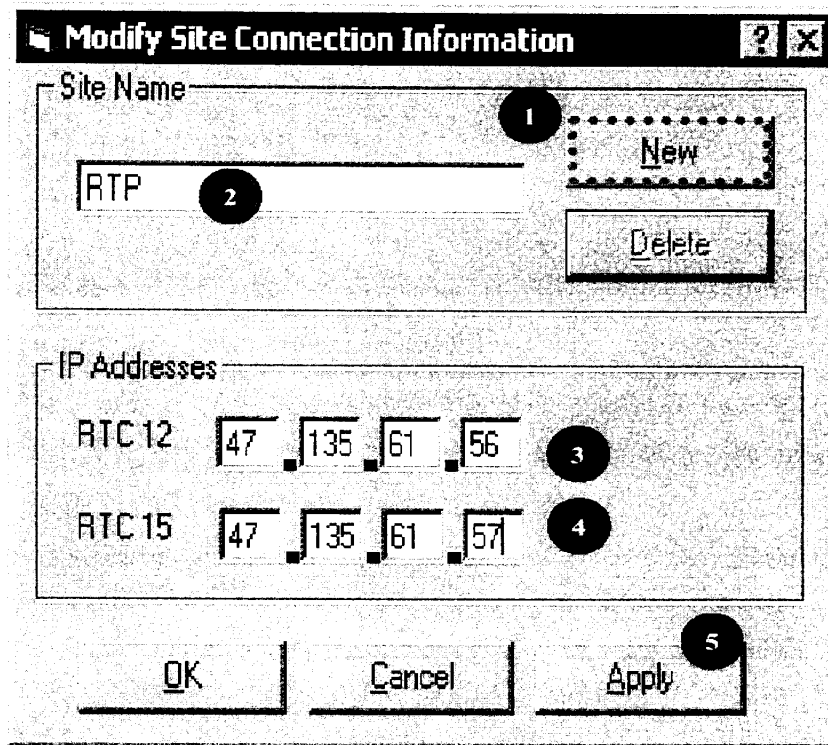 Modify Site Connection Information ? X
Site Name
1
New
RTP 2
Delete
IP Addresses
RTC 12 47 . 135 . 61 . 56 3
RTC 15 47 . 135 . 61 . 57 4
5
OK Cancel Apply